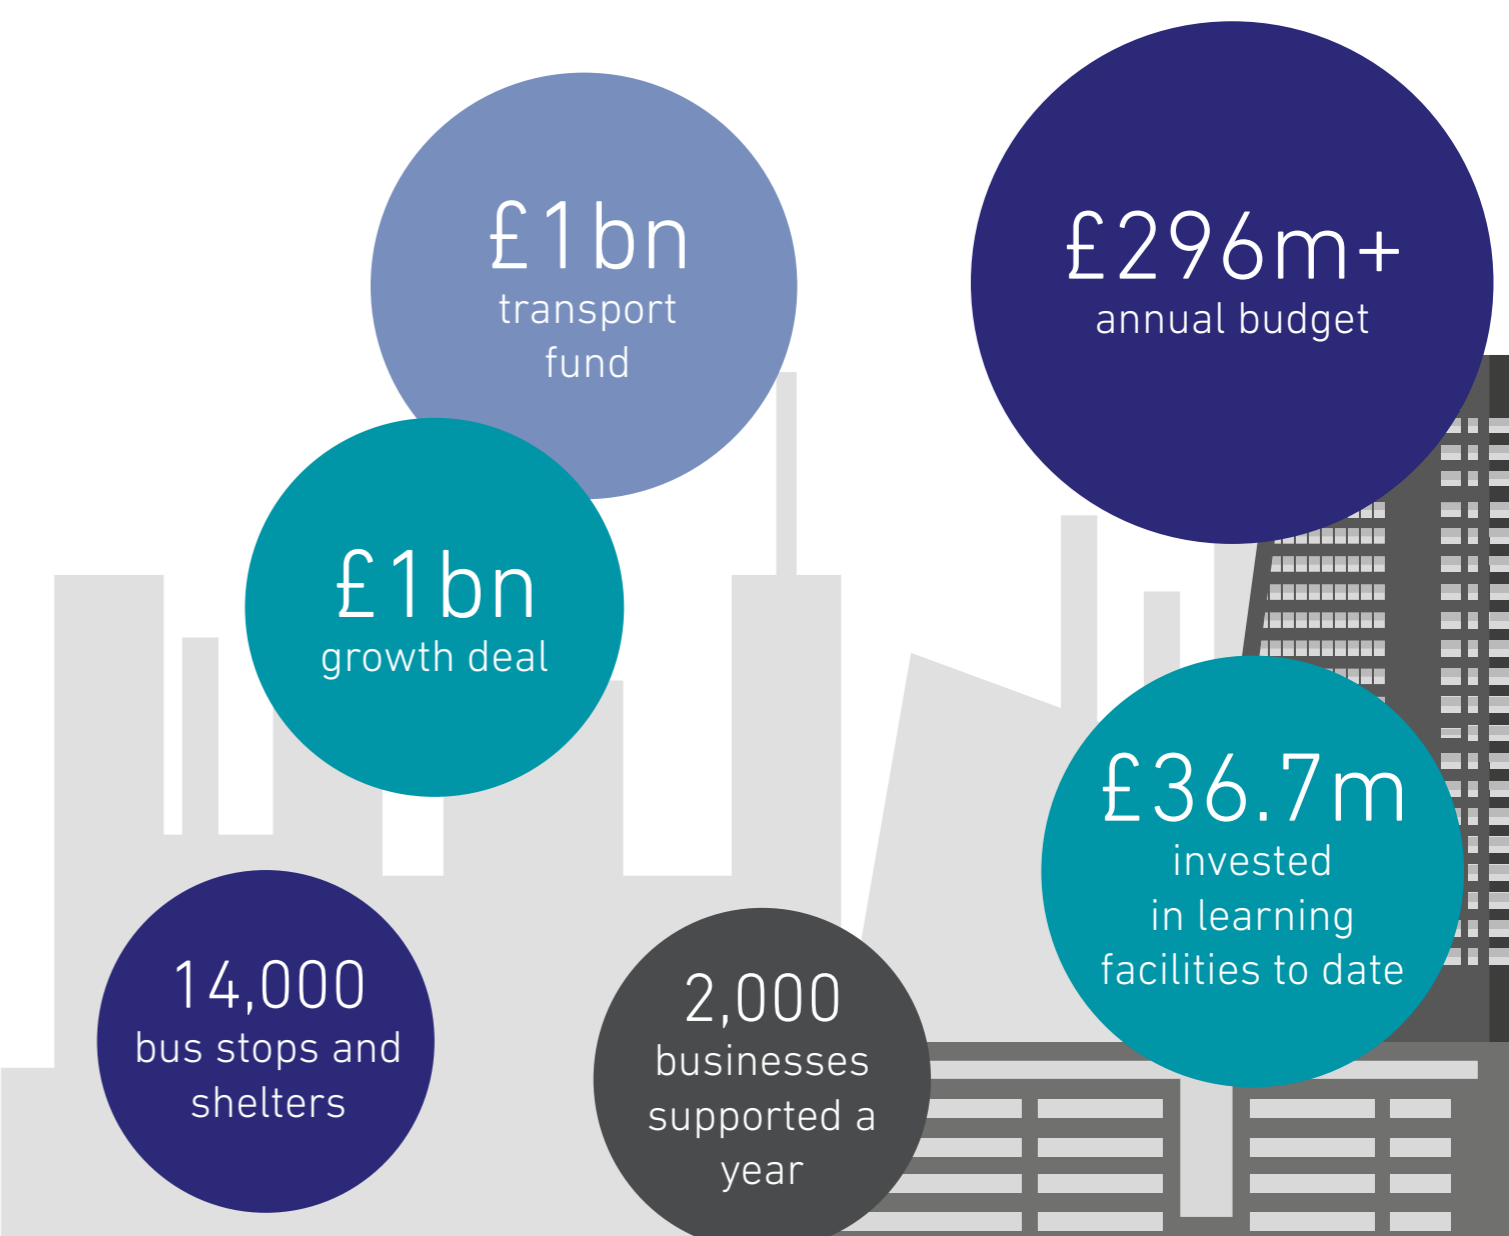 £1bn
transport
fund
£296m+
annual budget
£1bn
growth deal
£36.7m
invested
in learning
facilities to date
14,000
bus stops and
shelters
2,000
businesses
supported a
year